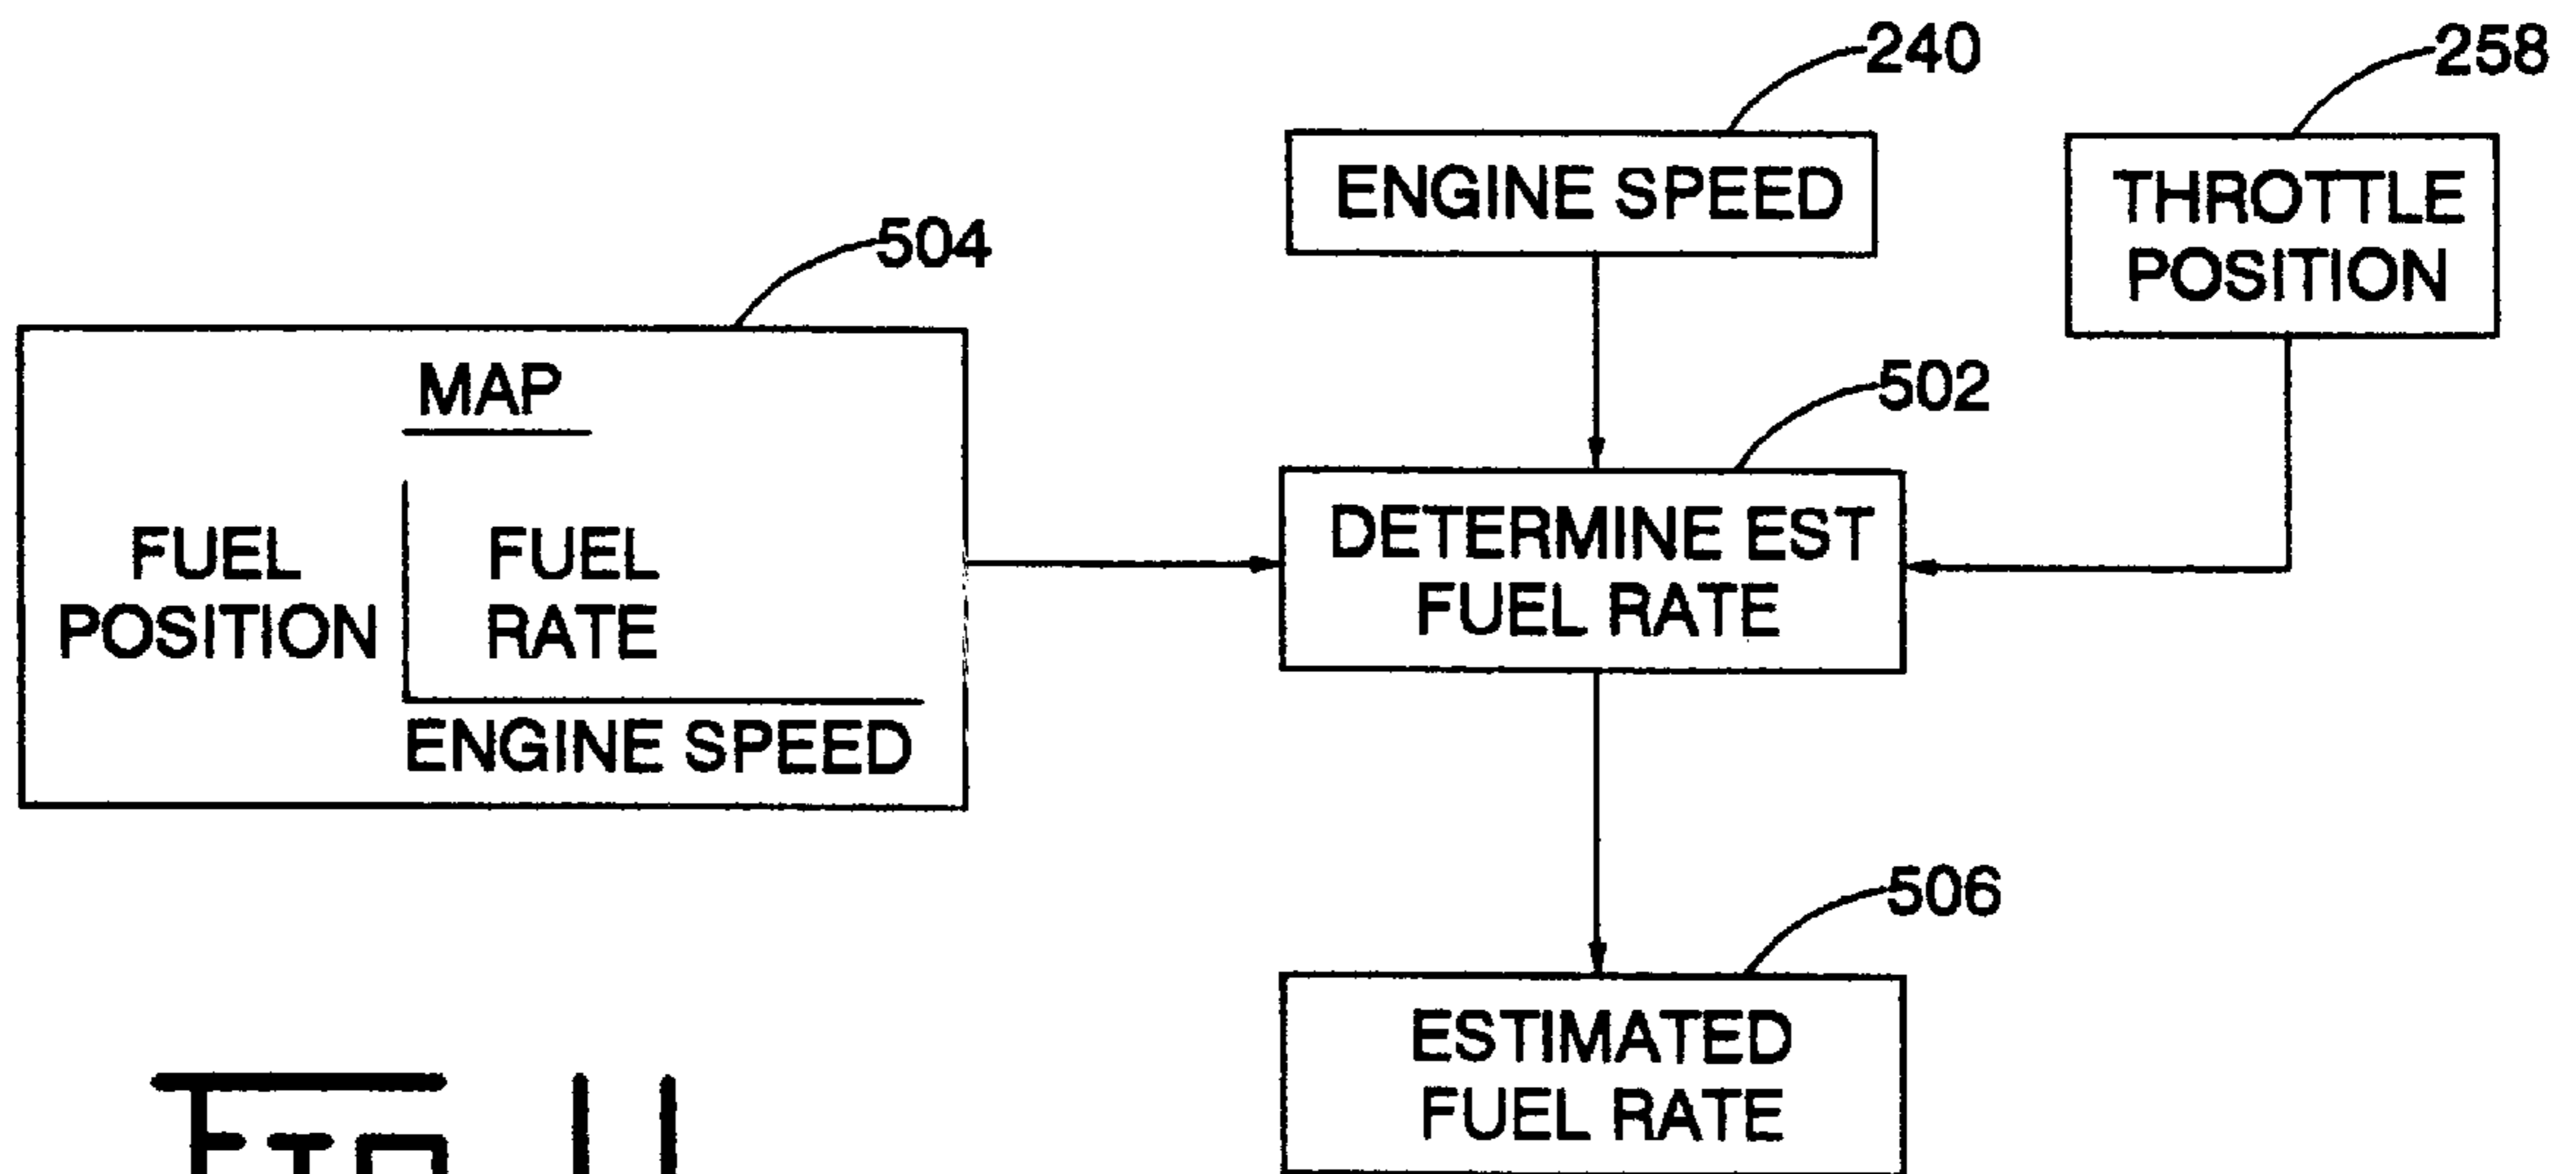 240
258
ENGINE SPEED
THROTTLE
POSITION
504
MAP
FUEL
POSITION
FUEL
RATE
ENGINE SPEED
502
DETERMINE EST
FUEL RATE
506
ESTIMATED
FUEL RATE